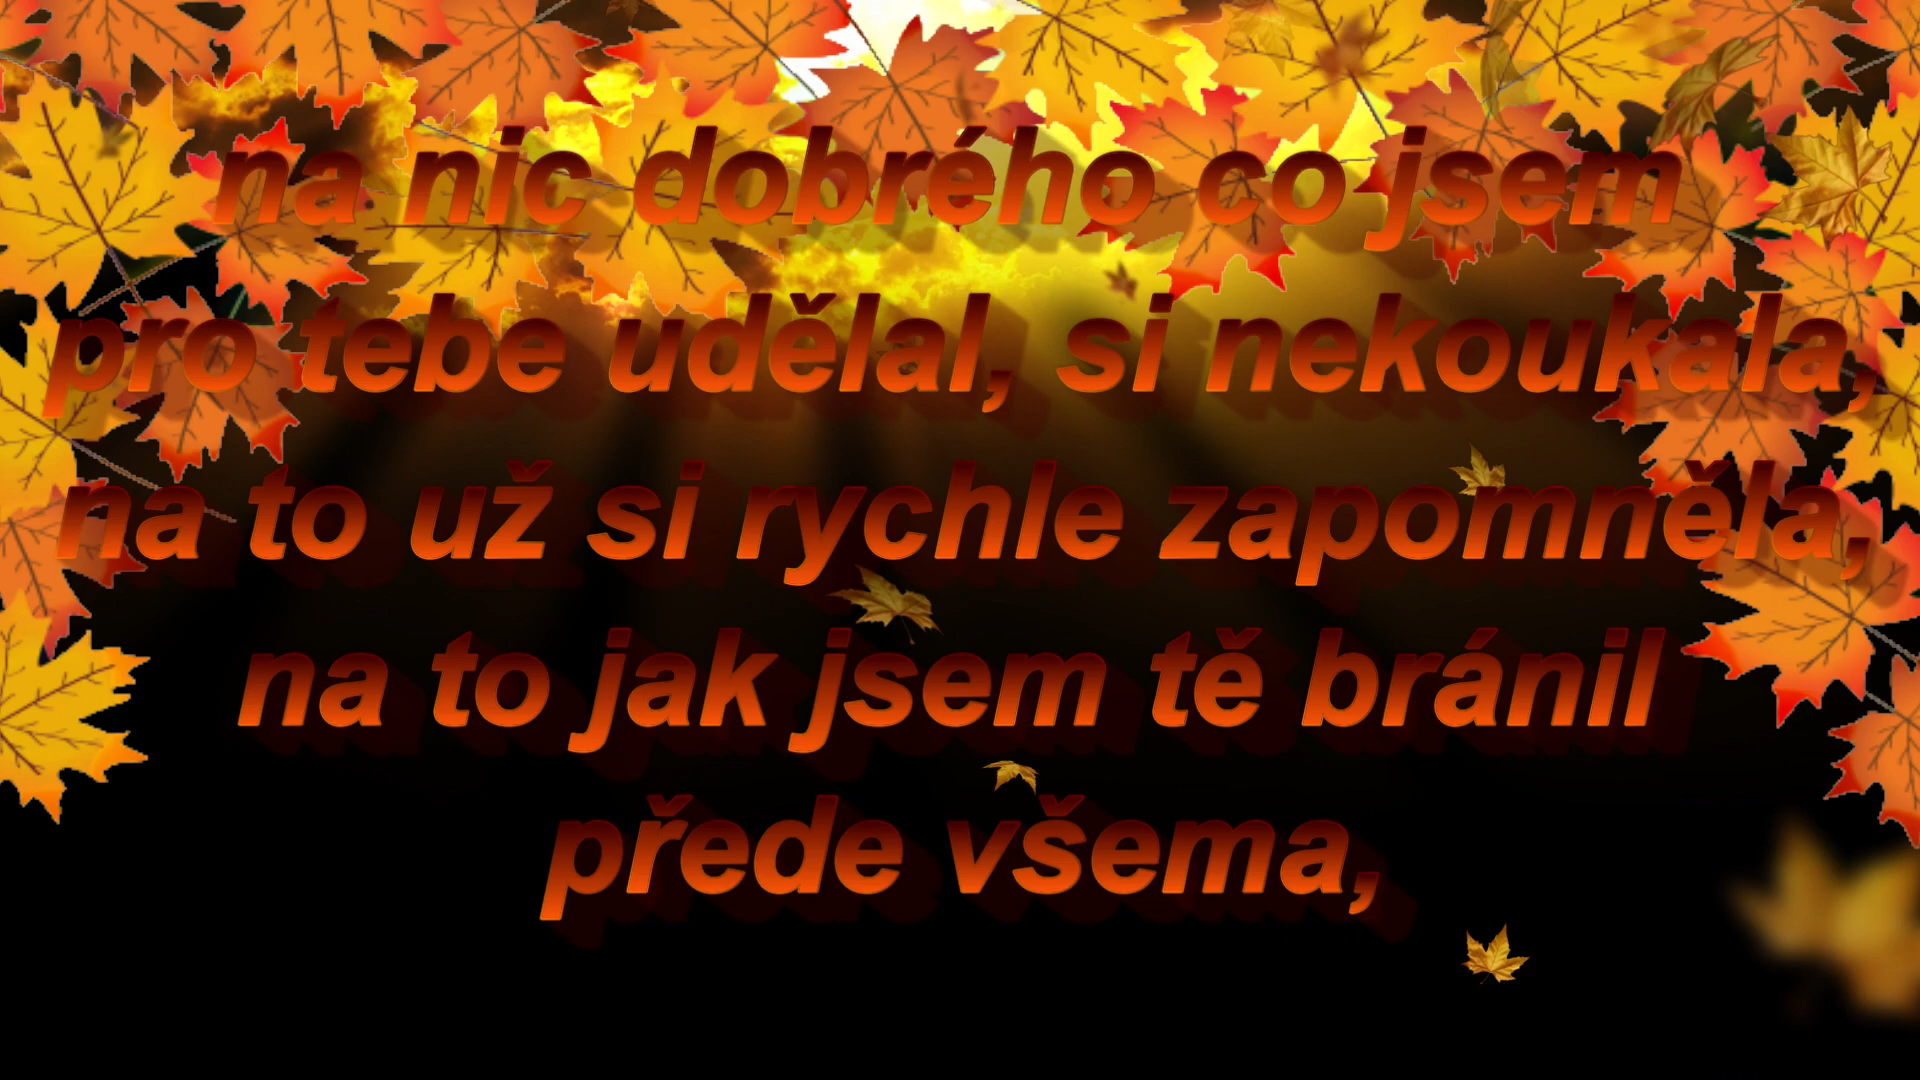 na nic dobrého co jsem
pro tebe udělal, si nekoukala,
na to už si rychle zapomněla,
na to jak jsem tě bránil
přede všema,